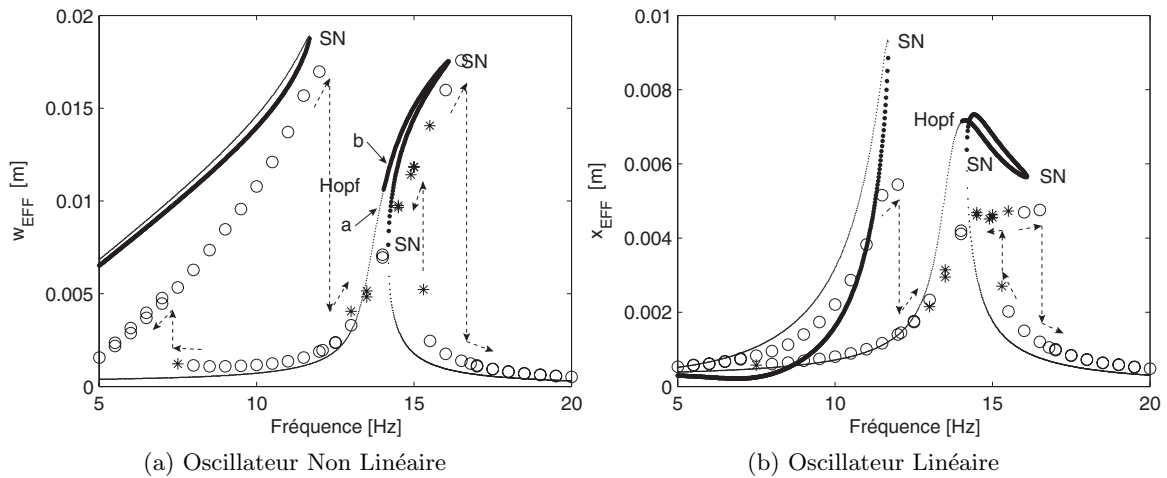 0.02
0.015
0.01
0.005
0
w_EFF [m]
SN
SN
b
Hopf
a
SN
5 10 15 20
Fréquence [Hz]
(a) Oscillateur Non Linéaire
0.01
0.008
0.006
0.004
0.002
0
x_EFF [m]
SN
Hopf
SN
SN
5 10 15 20
Fréquence [Hz]
(b) Oscillateur Linéaire